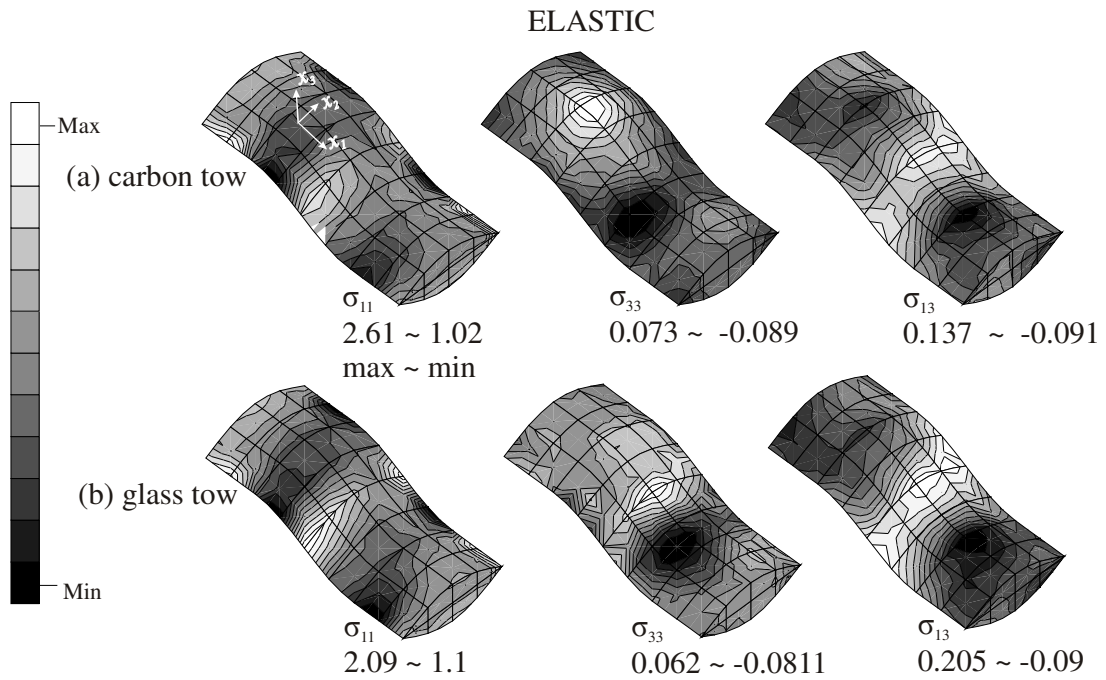 ELASTIC
Max
x₃
x₂
x₁
(a) carbon tow
σ₁₁
2.61 ~ 1.02
max ~ min
σ₃₃
0.073 ~ -0.089
σ₁₃
0.137 ~ -0.091
(b) glass tow
Min
σ₁₁
2.09 ~ 1.1
σ₃₃
0.062 ~ -0.0811
σ₁₃
0.205 ~ -0.09